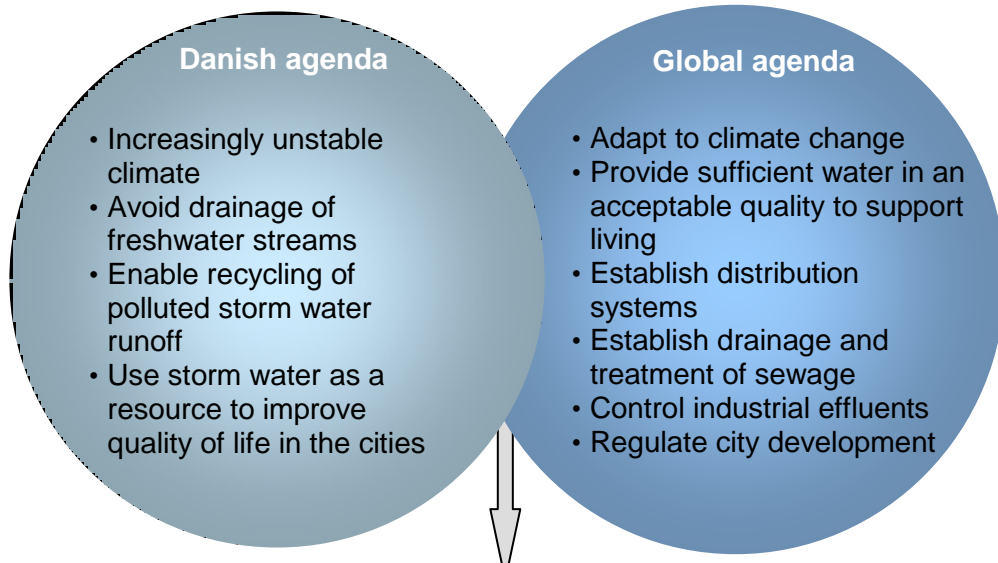 Danish agenda
• Increasingly unstable
climate
• Avoid drainage of
freshwater streams
• Enable recycling of
polluted storm water
runoff
• Use storm water as a
resource to improve
quality of life in the cities
Global agenda
• Adapt to climate change
• Provide sufficient water in an
acceptable quality to support
living
• Establish distribution
systems
• Establish drainage and
treatment of sewage
• Control industrial effluents
• Regulate city development